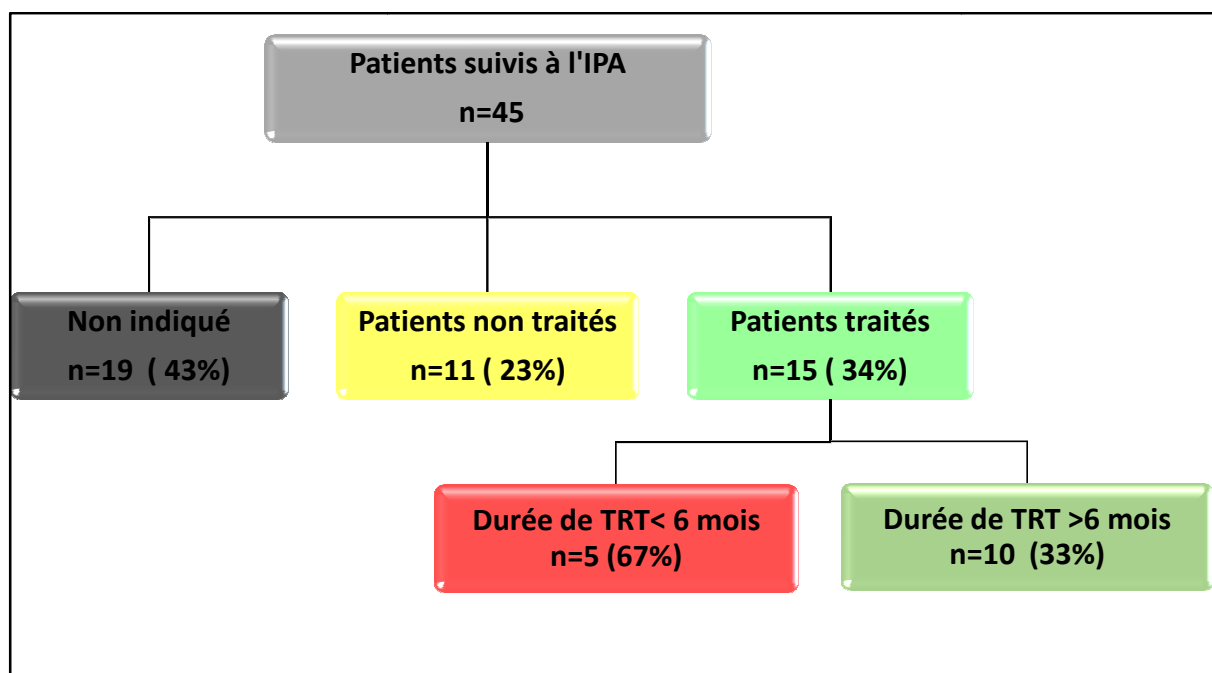 Patients suivis à l'IPA
n=45
Non indiqué
n=19 ( 43%)
Patients non traités
n=11 ( 23%)
Patients traités
n=15 ( 34%)
Durée de TRT< 6 mois
n=5 (67%)
Durée de TRT >6 mois
n=10 (33%)